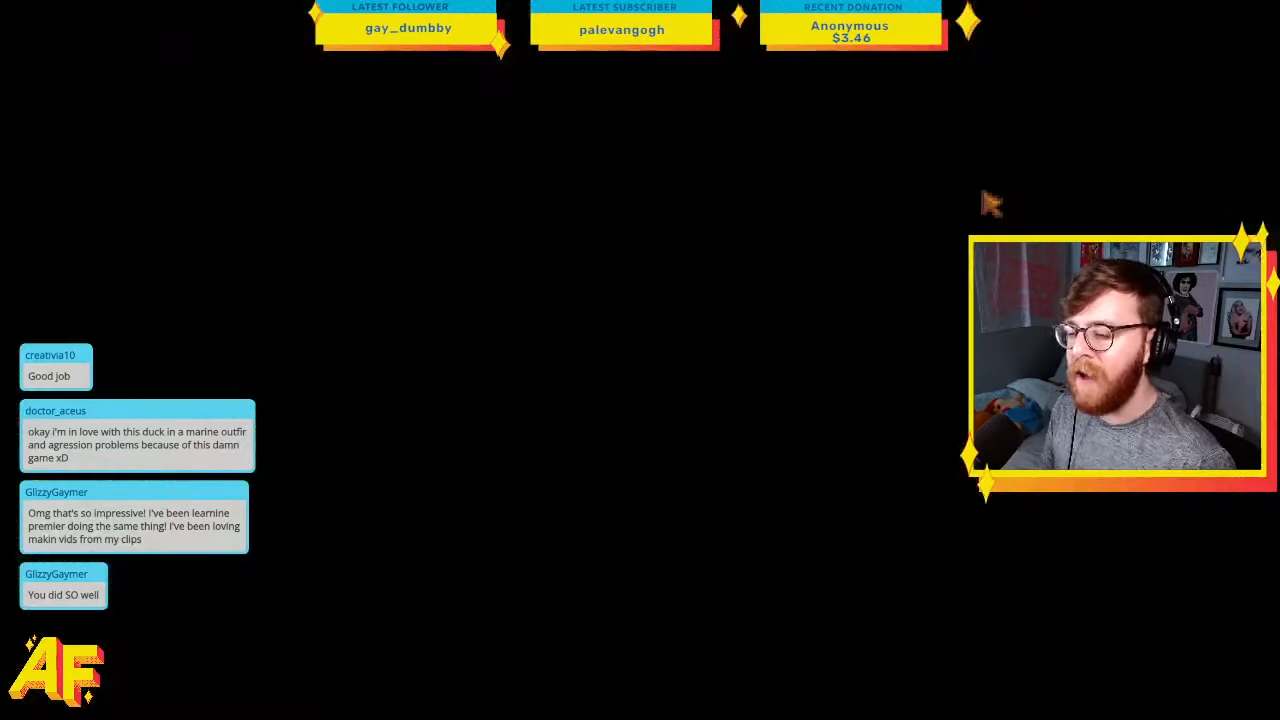 LATEST FOLLOWER
gay_dumbby
LATEST SUBSCRIBER
palevangogh
RECENT DONATION
Anonymous
$3.46
creativia10
Good job
doctor_aceus
okay i'm in love with this duck in a marine outfir
and agression problems because of this damn
game xD
GlizzyGaymer
Omg that's so impressive! I've been learnine
premier doing the same thing! I've been loving
makin vids from my clips
GlizzyGaymer
You did SO well
AF